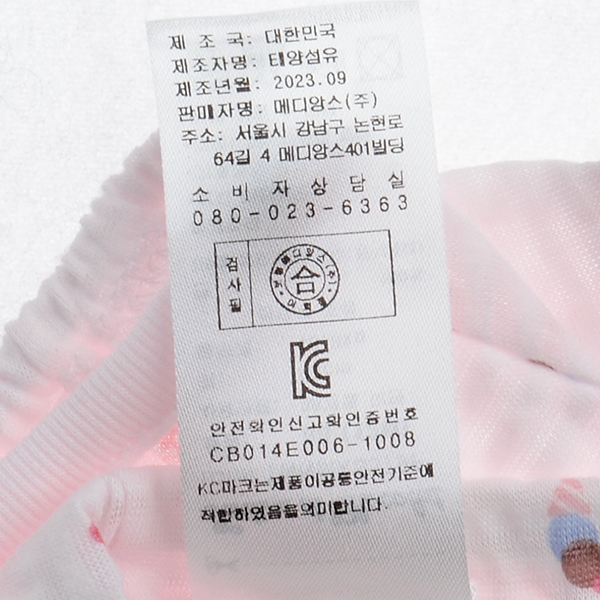 제 조 국: 대한민국
제조자명: 태양섬유
제조년월: 2023.09
판매자명: 메디앙스(주)
주소: 서울시 강남구 논현로
64길 4 메디앙스401빌딩
소 비 자 상 담 실
080-023-6363
검사필
합
KC
안전확인신고확인증번호
CB014E006-1008
KC마크는제품이공통안전기준에
적합하였음을의미합니다.